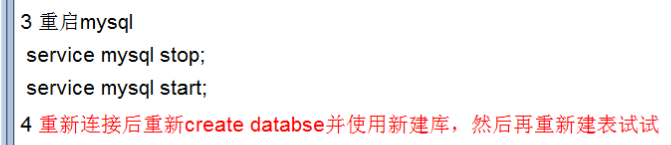 3 重启mysql
service mysql stop;
service mysql start;
4 重新连接后重新create databse并使用新建库，然后再重新建表试试